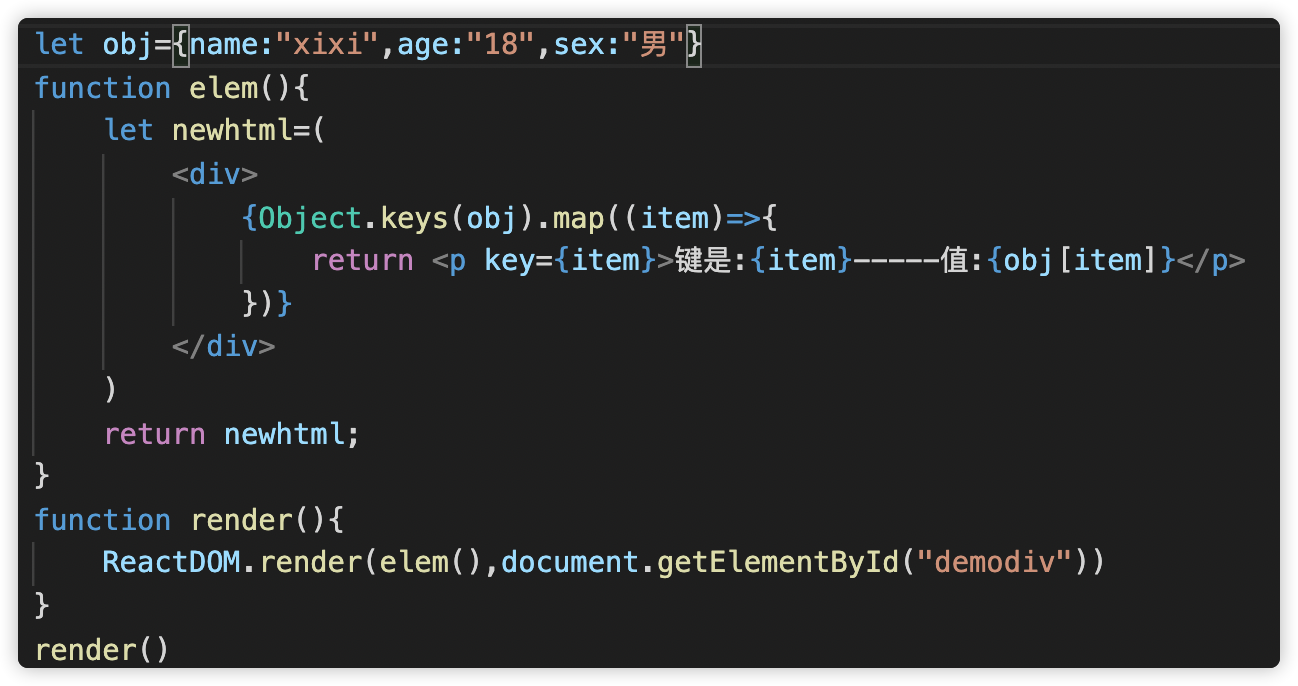 let obj={name:"xixi",age:"18",sex:"男"}
function elem(){
    let newhtml=(
        <div>
            {Object.keys(obj).map((item)=>{
                return <p key={item}>键是:{item}-----值:{obj[item]}</p>
            })}
        </div>
    )
    return newhtml;
}
function render(){
    ReactDOM.render(elem(),document.getElementById("demodiv"))
}
render()